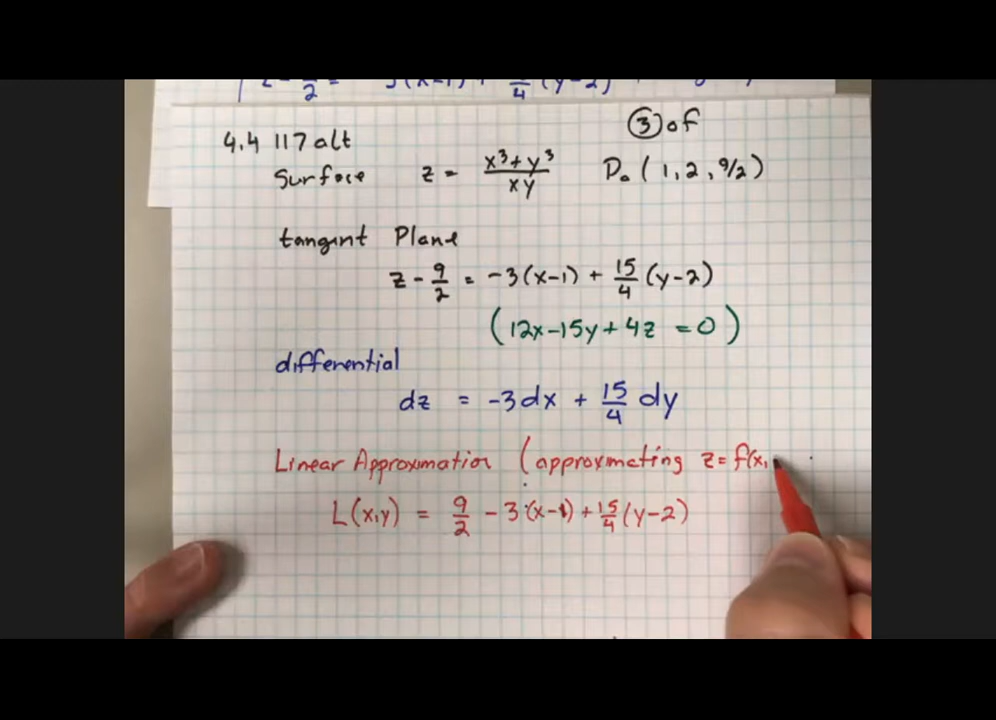 4.4 117 alt
③ of
Surface z = x³+y³/xy P₀ (1, 2, 9/2)
tangent Plane
z - 9/2 = -3(x-1) + 15/4 (y-2)
(12x-15y+4z = 0)
differential
dz = -3dx + 15/4 dy
Linear Approximation (approximating z = f(x,
L(x,y) = 9/2 - 3·(x-1) + 15/4 (y-2)